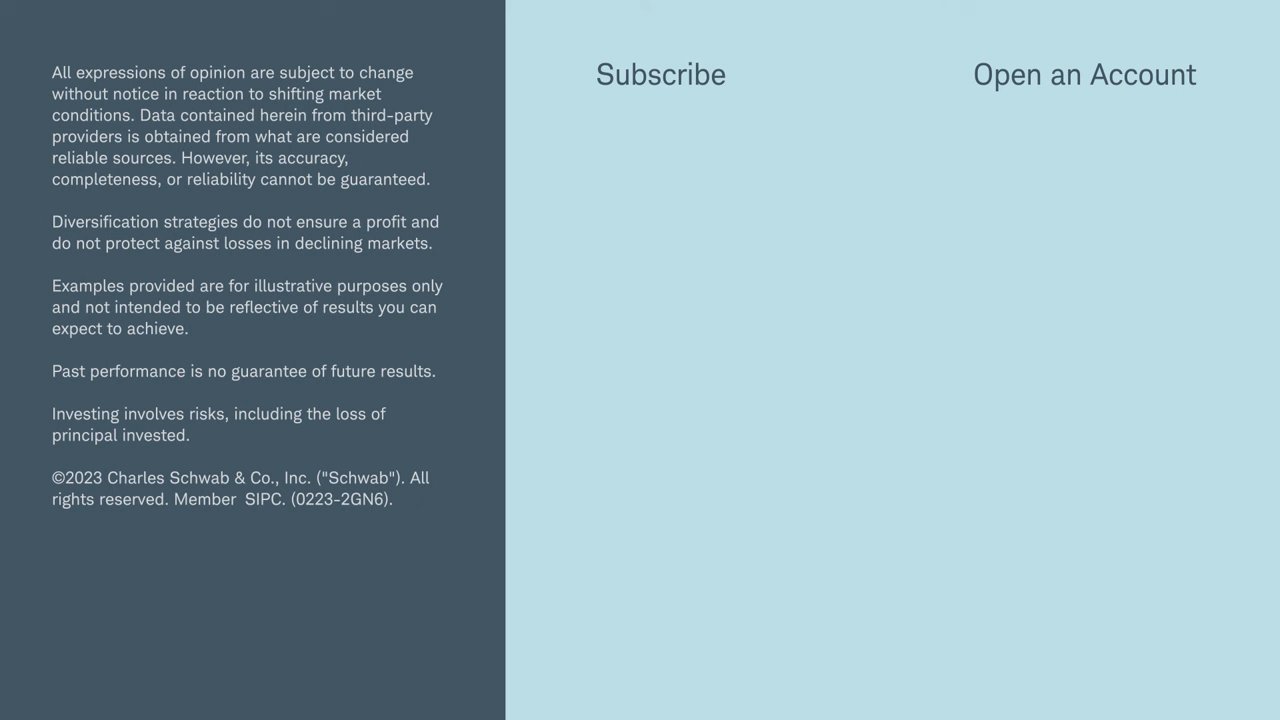 All expressions of opinion are subject to change
without notice in reaction to shifting market
conditions. Data contained herein from third-party
providers is obtained from what are considered
reliable sources. However, its accuracy,
completeness, or reliability cannot be guaranteed.
Diversification strategies do not ensure a profit and
do not protect against losses in declining markets.
Examples provided are for illustrative purposes only
and not intended to be reflective of results you can
expect to achieve.
Past performance is no guarantee of future results.
Investing involves risks, including the loss of
principal invested.
©2023 Charles Schwab & Co., Inc. ("Schwab"). All
rights reserved. Member  SIPC. (0223-2GN6).
Subscribe
Open an Account